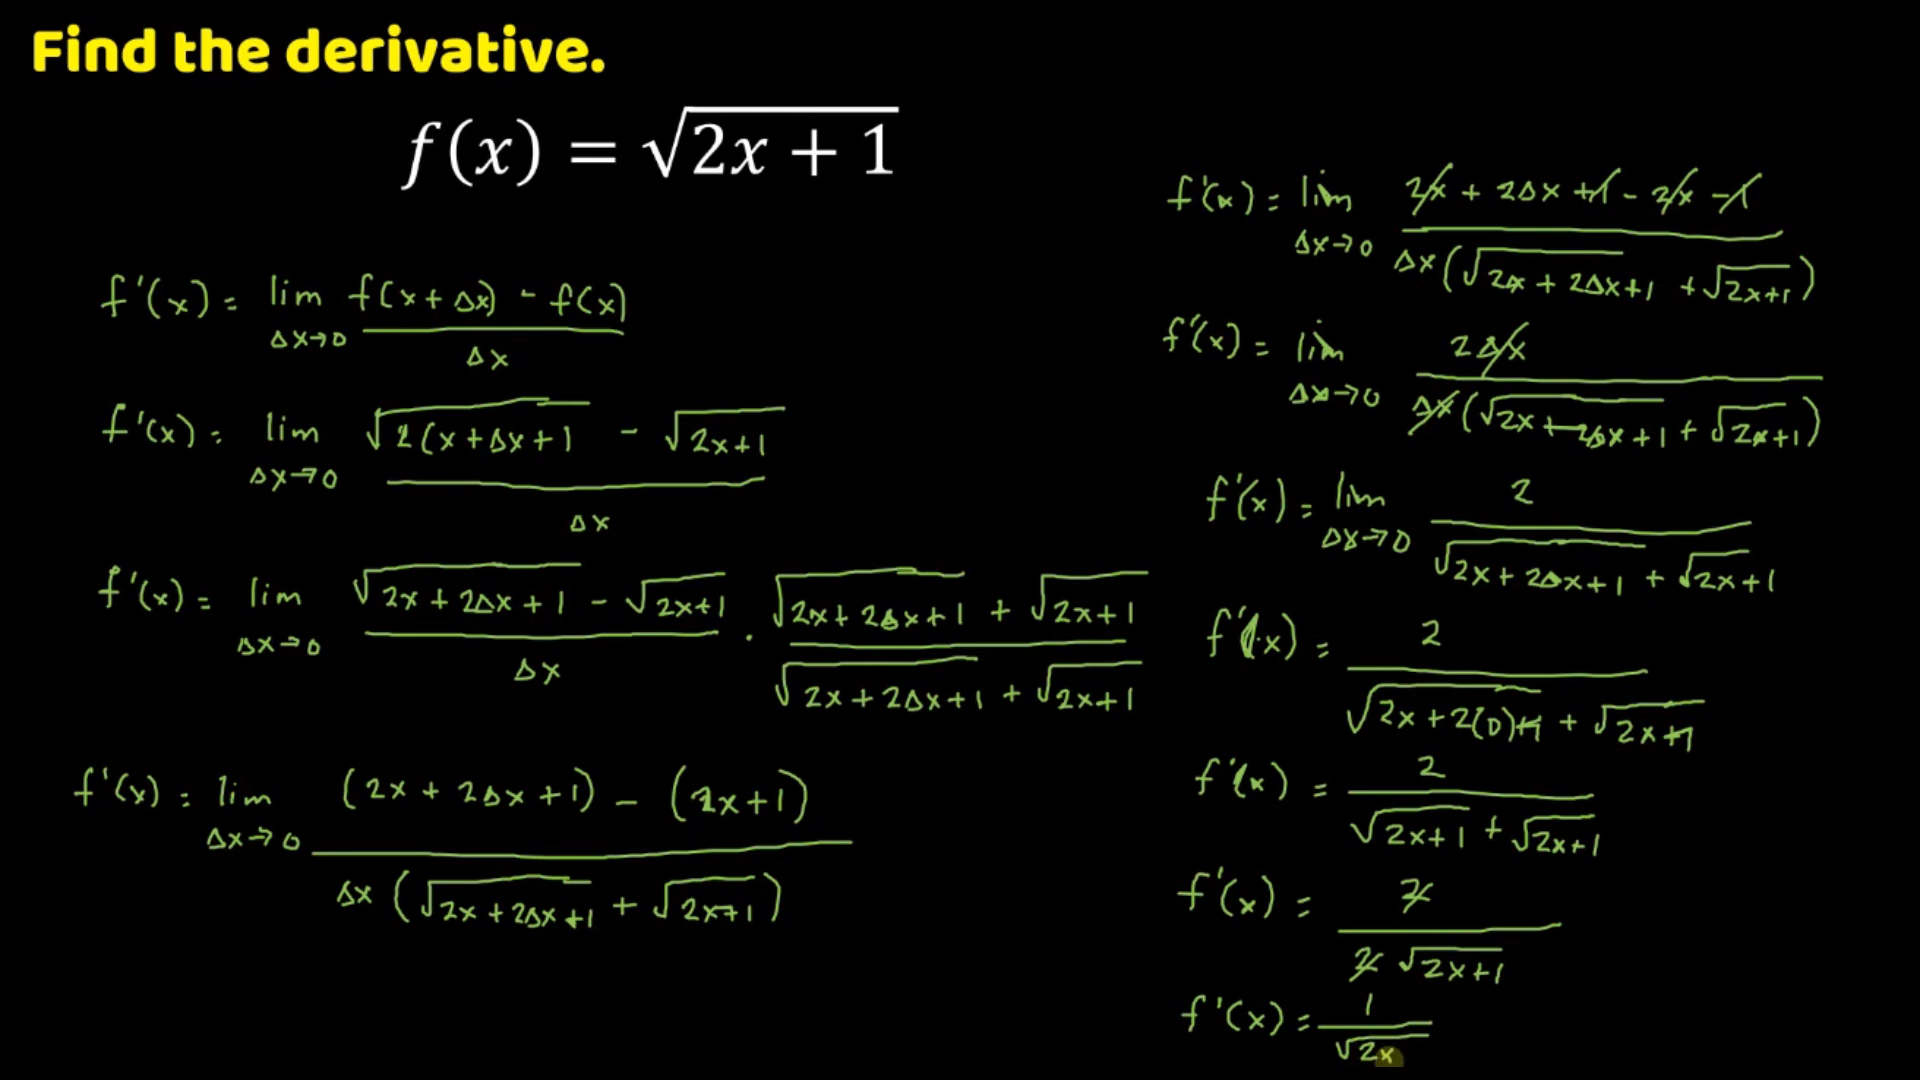 Find the derivative.
f(x) = √(2x + 1)
f'(x) = lim Δx→0 (f(x+Δx) - f(x)) / Δx
f'(x) = lim Δx→0 (√(2(x+Δx+1) - √(2x+1)) / Δx
f'(x) = lim Δx→0 (√(2x+2Δx+1) - √(2x+1)) / Δx · (√(2x+2Δx+1) + √(2x+1)) / (√(2x+2Δx+1) + √(2x+1))
f'(x) = lim Δx→0 ((2x+2Δx+1) - (2x+1)) / (Δx(√(2x+2Δx+1) + √(2x+1)))
f'(x) = lim Δx→0 (2x + 2Δx + 1 - 2x - 1) / (Δx(√(2x+2Δx+1) + √(2x+1)))
f'(x) = lim Δx→0 2Δx / (Δx(√(2x+2Δx+1) + √(2x+1)))
f'(x) = lim Δx→0 2 / (√(2x+2Δx+1) + √(2x+1))
f'(x) = 2 / (√(2x+2(0)+1) + √(2x+1))
f'(x) = 2 / (√(2x+1) + √(2x+1))
f'(x) = 2 / (2√(2x+1))
f'(x) = 1 / √(2x)